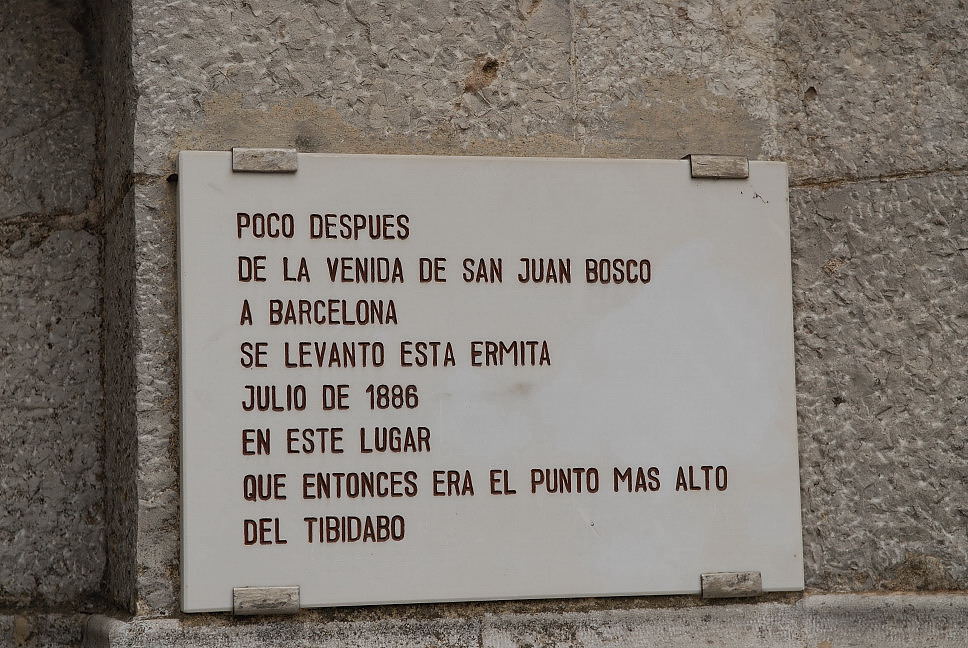 POCO DESPUES
DE LA VENIDA DE SAN JUAN BOSCO
A BARCELONA
SE LEVANTO ESTA ERMITA
JULIO DE 1886
EN ESTE LUGAR
QUE ENTONCES ERA EL PUNTO MAS ALTO
DEL TIBIDABO